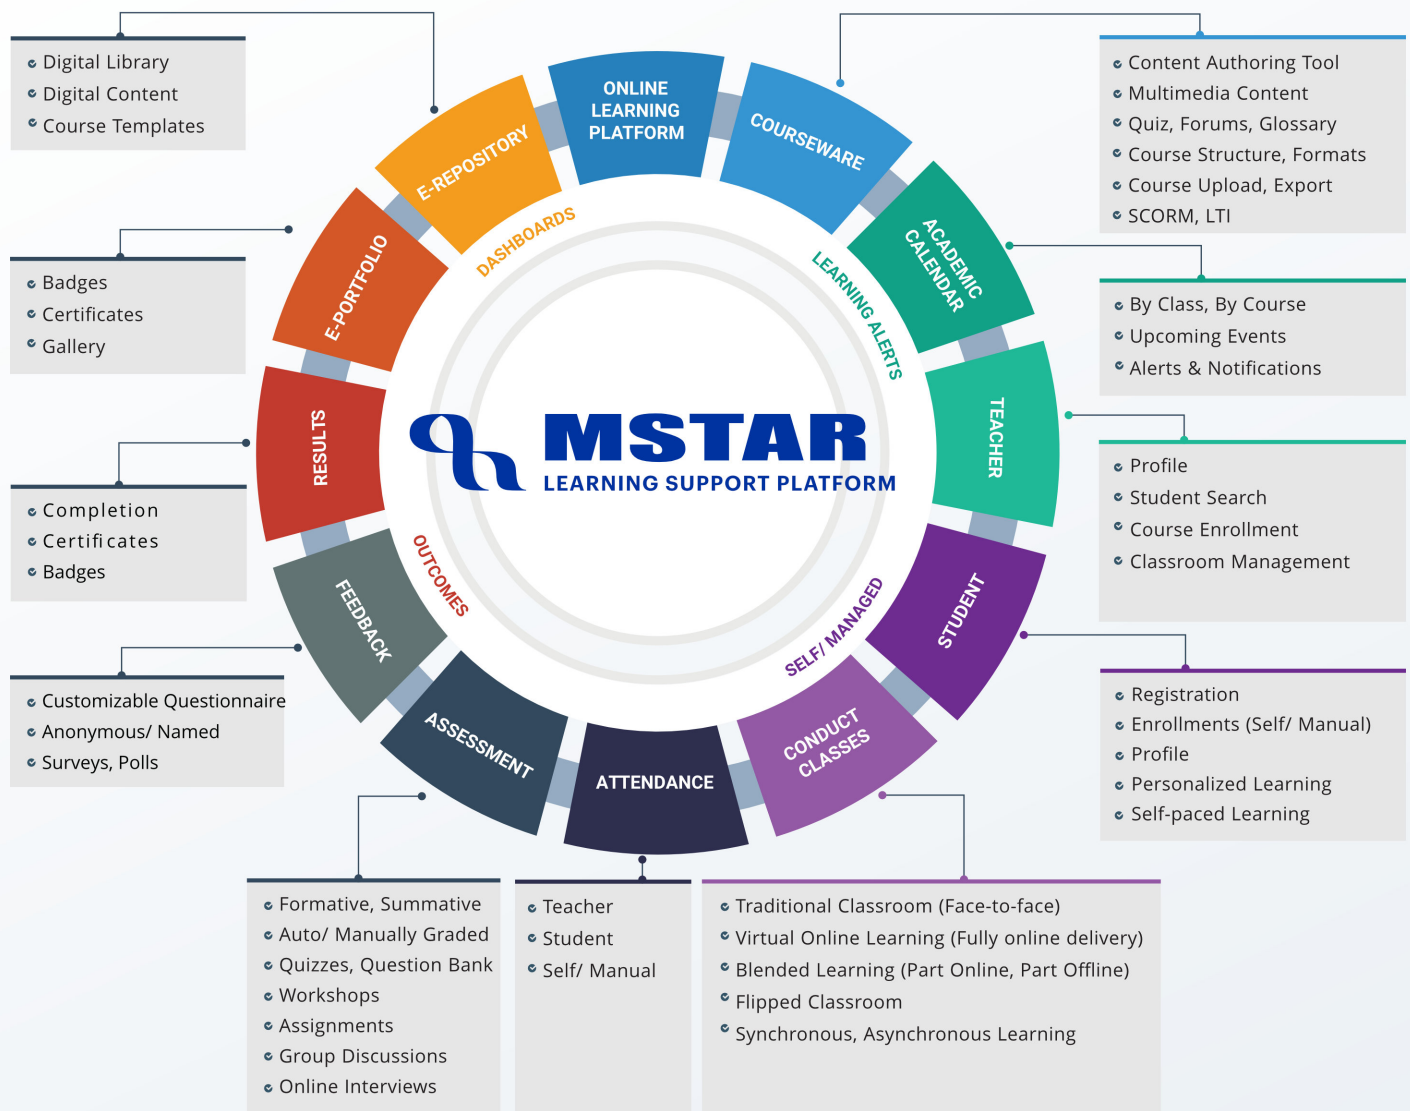 Digital Library
Digital Content
Course Templates
Badges
Certificates
Gallery
Completion
Certificates
Badges
Customizable Questionnaire
Anonymous/ Named
Surveys, Polls
ONLINE
LEARNING
PLATFORM
COURSEWARE
ACADEMIC
CALENDAR
TEACHER
STUDENT
CONDUCT
CLASSES
ATTENDANCE
ASSESSMENT
FEEDBACK
RESULTS
E-PORTFOLIO
E-REPOSITORY
DASHBOARDS
LEARNING ALERTS
SELF/ MANAGED
OUTCOMES
MSTAR
LEARNING SUPPORT PLATFORM
Content Authoring Tool
Multimedia Content
Quiz, Forums, Glossary
Course Structure, Formats
Course Upload, Export
SCORM, LTI
By Class, By Course
Upcoming Events
Alerts & Notifications
Profile
Student Search
Course Enrollment
Classroom Management
Registration
Enrollments (Self/ Manual)
Profile
Personalized Learning
Self-paced Learning
Formative, Summative
Auto/ Manually Graded
Quizzes, Question Bank
Workshops
Assignments
Group Discussions
Online Interviews
Teacher
Student
Self/ Manual
Traditional Classroom (Face-to-face)
Virtual Online Learning (Fully online delivery)
Blended Learning (Part Online, Part Offline)
Flipped Classroom
Synchronous, Asynchronous Learning